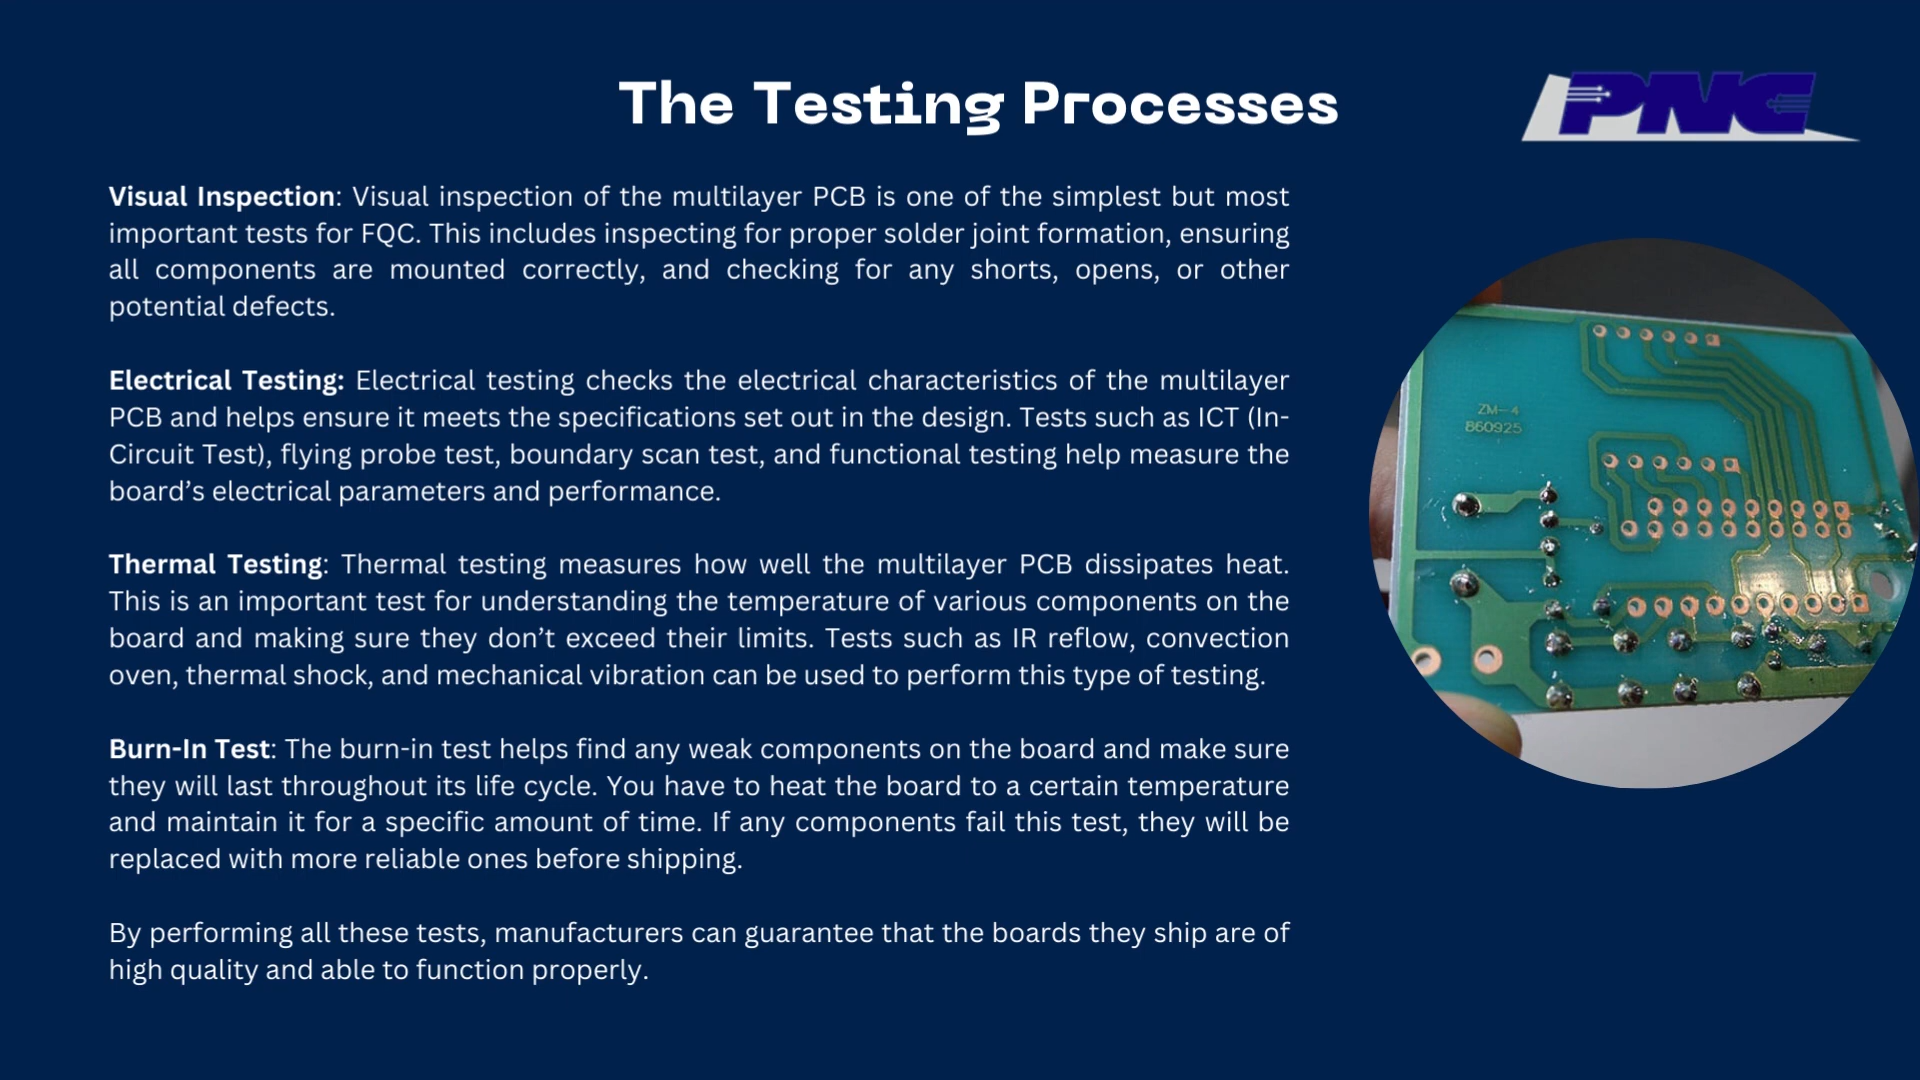 The Testing Processes
PNC
Visual Inspection: Visual inspection of the multilayer PCB is one of the simplest but most
important tests for FQC. This includes inspecting for proper solder joint formation, ensuring
all components are mounted correctly, and checking for any shorts, opens, or other
potential defects.
Electrical Testing: Electrical testing checks the electrical characteristics of the multilayer
PCB and helps ensure it meets the specifications set out in the design. Tests such as ICT (In-
Circuit Test), flying probe test, boundary scan test, and functional testing help measure the
board’s electrical parameters and performance.
Thermal Testing: Thermal testing measures how well the multilayer PCB dissipates heat.
This is an important test for understanding the temperature of various components on the
board and making sure they don’t exceed their limits. Tests such as IR reflow, convection
oven, thermal shock, and mechanical vibration can be used to perform this type of testing.
Burn-In Test: The burn-in test helps find any weak components on the board and make sure
they will last throughout its life cycle. You have to heat the board to a certain temperature
and maintain it for a specific amount of time. If any components fail this test, they will be
replaced with more reliable ones before shipping.
By performing all these tests, manufacturers can guarantee that the boards they ship are of
high quality and able to function properly.
ZM-4
860925